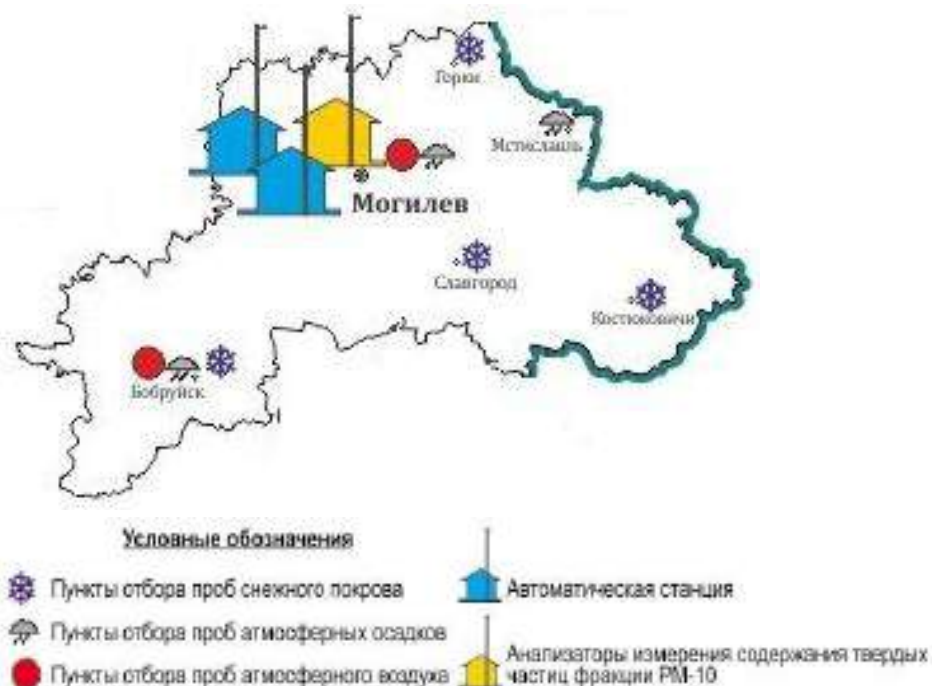 Горки
Мстиславль
Могилев
Славгород
Костюковичи
Бобруйск
Условные обозначения
Пункты отбора проб снежного покрова
Пункты отбора проб атмосферных осадков
Пункты отбора проб атмосферного воздуха
Автоматическая станция
Анализаторы измерения содержания твердых
частиц фракции РМ-10